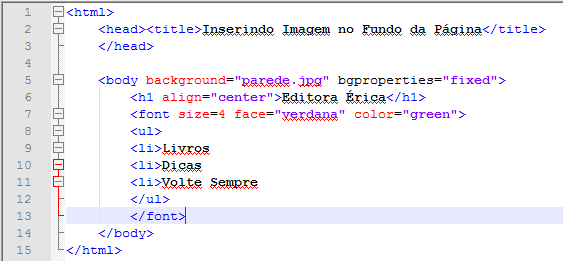 1 <html>
2 <head><title>Inserindo Imagem no Fundo da Página</title>
3 </head>
4
5 <body background="parede.jpg" bgproperties="fixed">
6 <h1 align="center">Editora Érica</h1>
7 <font size=4 face="verdana" color="green">
8 <ul>
9 <li>Livros
10 <li>Dicas
11 <li>Volte Sempre
12 </ul>
13 </font>
14 </body>
15 </html>